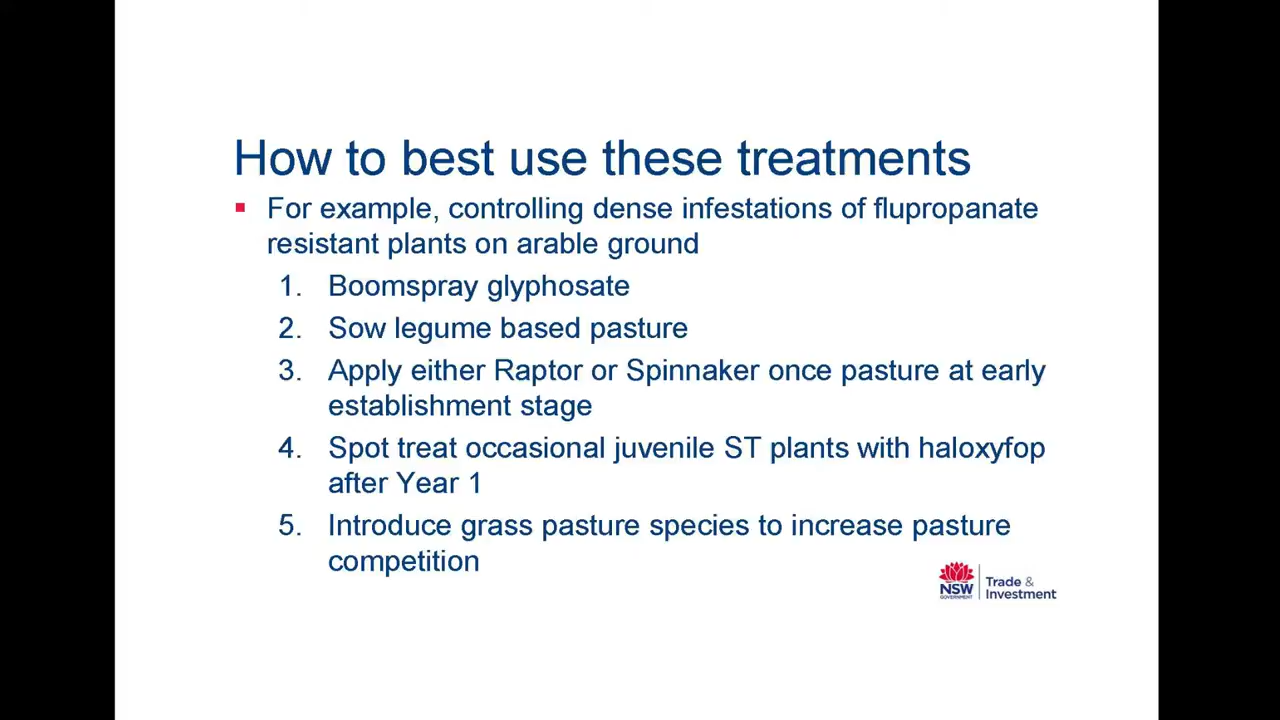 How to best use these treatments
▪ For example, controlling dense infestations of flupropanate
resistant plants on arable ground
1. Boomspray glyphosate
2. Sow legume based pasture
3. Apply either Raptor or Spinnaker once pasture at early
establishment stage
4. Spot treat occasional juvenile ST plants with haloxyfop
after Year 1
5. Introduce grass pasture species to increase pasture
competition
NSW
GOVERNMENT
Trade &
Investment